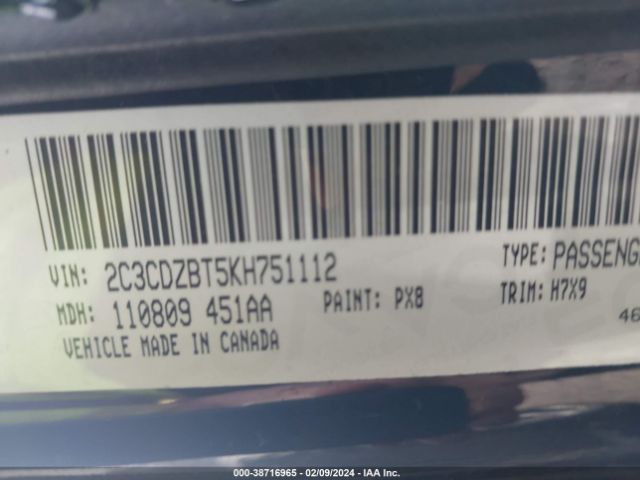 VIN: 2C3CDZBT5KH751112
TYPE: PASSENG
MDH: 110809 451AA
PAINT: PX8
TRIM: H7X9
VEHICLE MADE IN CANADA
46
000-38716965 - 02/09/2024 - IAA Inc.